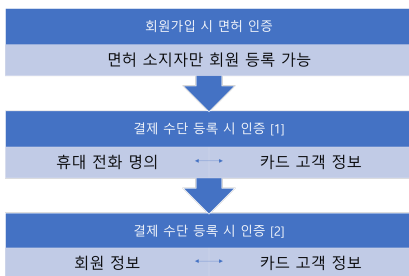 회원가입 시 면허 인증
면허 소지자만 회원 등록 가능
결제 수단 등록 시 인증 [1]
휴대 전화 명의 카드 고객 정보
결제 수단 등록 시 인증 [2]
회원 정보 카드 고객 정보